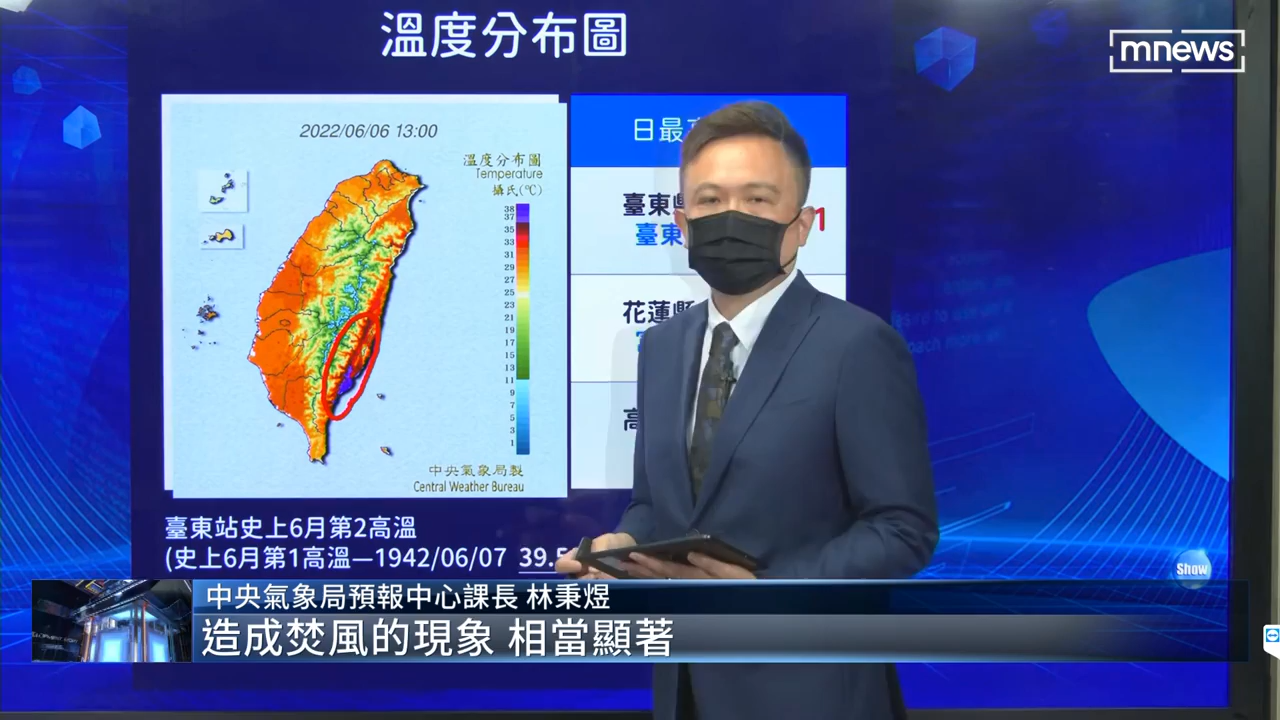 溫度分布圖
mnews
2022/06/06 13:00
溫度分布圖
Temperature
攝氏(℃)
38
37
35
33
31
29
27
25
23
21
19
17
15
13
11
9
7
5
3
1
中央氣象局製
Central Weather Bureau
日最
臺東縣
臺東
1
花蓮縣
臺東站史上6月第2高溫
(史上6月第1高溫—1942/06/07 39.5
Show
中央氣象局預報中心課長 林秉煜
造成焚風的現象 相當顯著